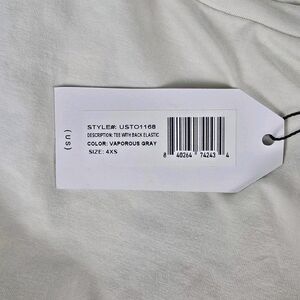 STYLE#: USTO1168
DESCRIPTION: TEE WITH BACK ELASTIC
COLOR: VAPOROUS GRAY
SIZE: 4XS
8 40264 74243 4
(US)